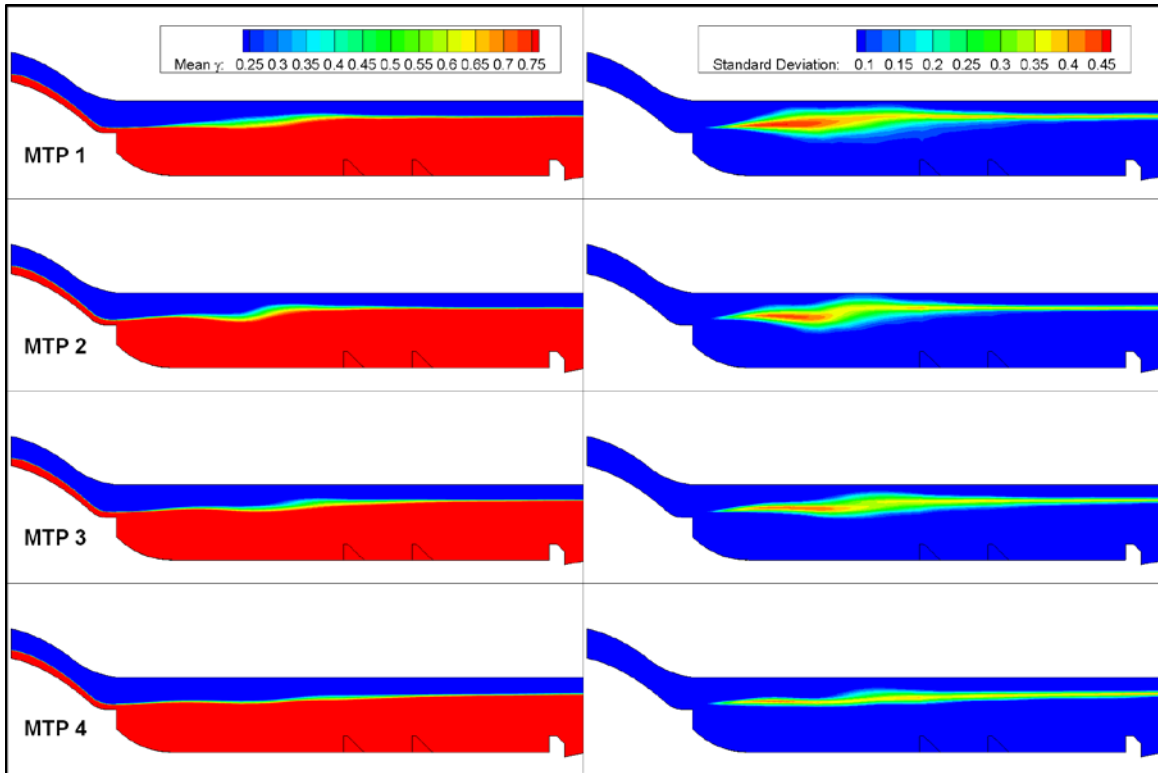 Mean γ: 0.25 0.3 0.35 0.4 0.45 0.5 0.55 0.6 0.65 0.7 0.75
Standard Deviation: 0.1 0.15 0.2 0.25 0.3 0.35 0.4 0.45
MTP 1
MTP 2
MTP 3
MTP 4